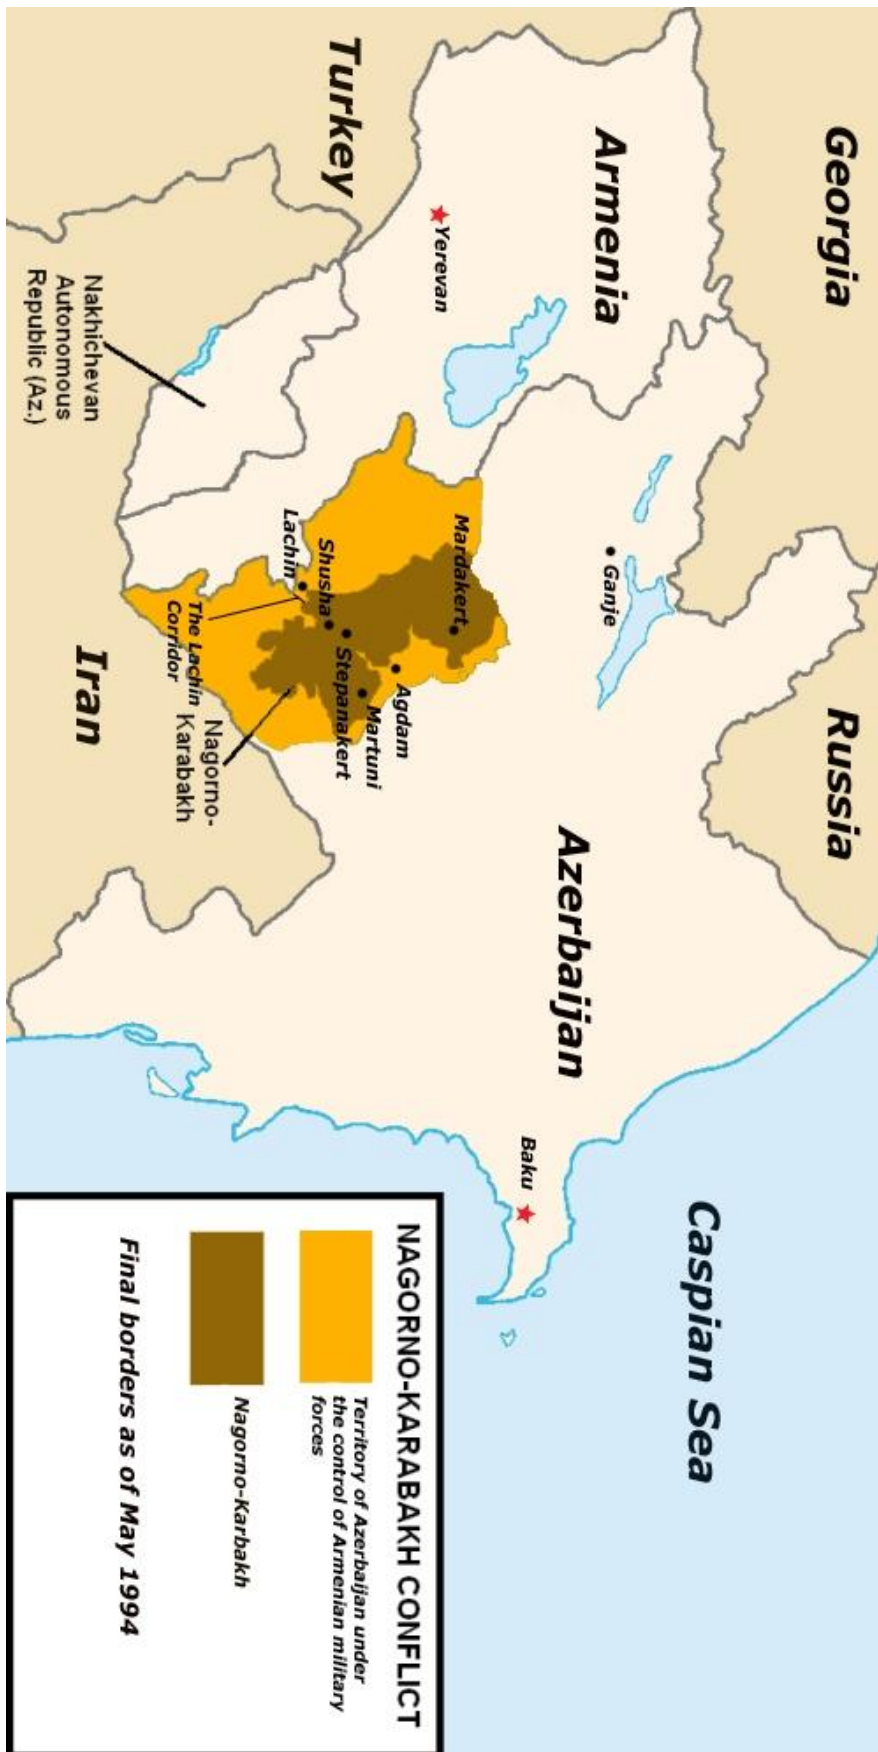 Georgia
Russia
Armenia
Turkey
Yerevan
Ganje
Azerbaijan
Caspian Sea
Baku
Mardakert
Agdam
Martuni
Stepanakert
Shusha
Lachin
The Lachin
Corridor
Nagorno-
Karabakh
Nakhichevan
Autonomous
Republic (Az.)
Iran
NAGORNO-KARABAKH CONFLICT
Territory of Azerbaijan under
the control of Armenian military
forces
Nagorno-Karbakh
Final borders as of May 1994